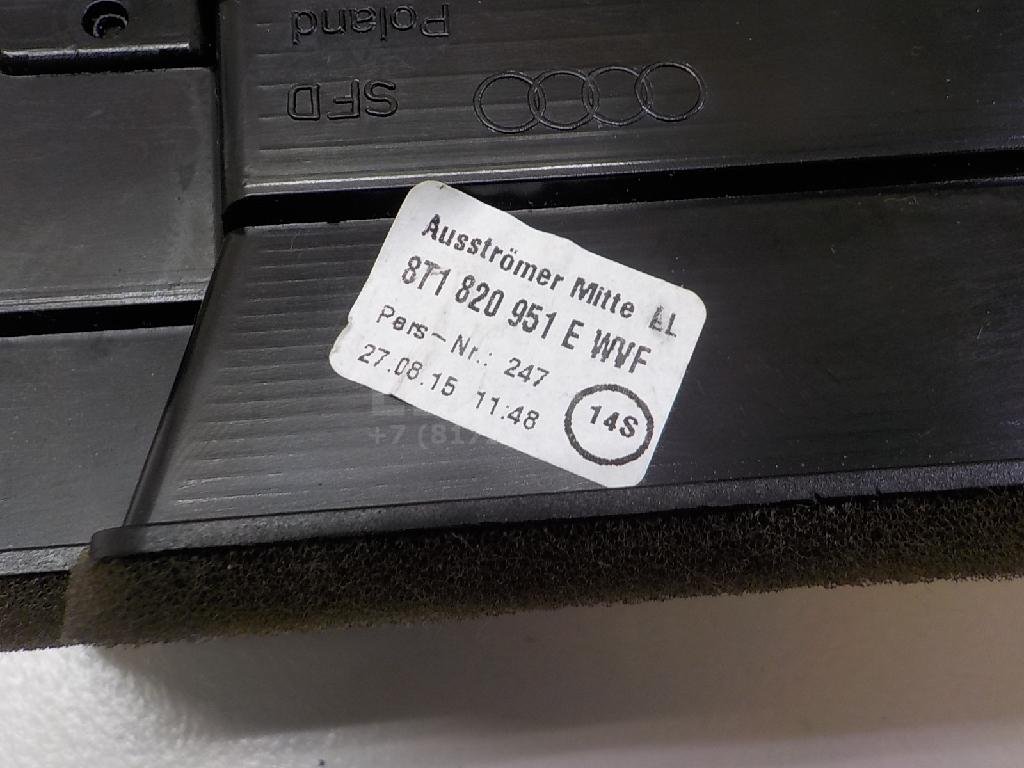 Poland
SFD
Ausströmer Mitte LL
8T1 820 951 E WVF
Pers-Nr.: 247
27.08.15 11:48
14S